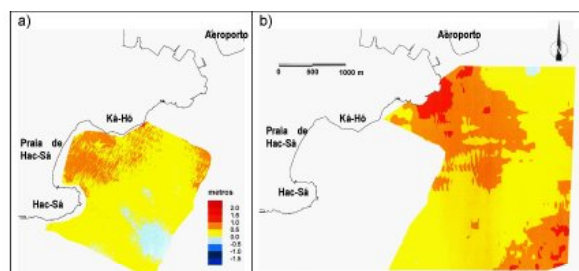 a)
Aeroporto
Ká-Hó
Praia de
Hac-Sá
Hac-Sá
metros
2.0
1.5
1.0
0.5
0.0
-0.5
-1.0
-1.5
b)
Aeroporto
0 500 1000 m
Ká-Hó
Praia de
Hac-Sá
Hac-Sá